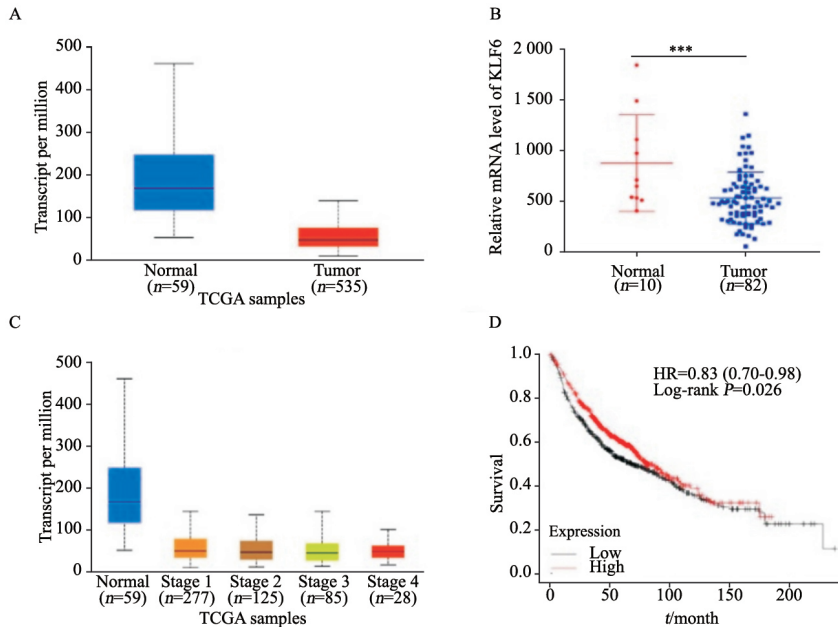 A
500
400
300
200
100
0
Transcript per million
Normal
(n=59)
Tumor
(n=535)
TCGA samples
B
***
2 000
1 500
1 000
500
0
Relative mRNA level of KLF6
Normal
(n=10)
Tumor
(n=82)
C
500
400
300
200
100
0
Transcript per million
Normal
(n=59)
Stage 1
(n=277)
Stage 2
(n=125)
Stage 3
(n=85)
Stage 4
(n=28)
TCGA samples
D
1.0
0.8
0.6
0.4
0.2
0.0
Survival
HR=0.83 (0.70-0.98)
Log-rank P=0.026
Expression
Low
High
0 50 100 150 200
t/month